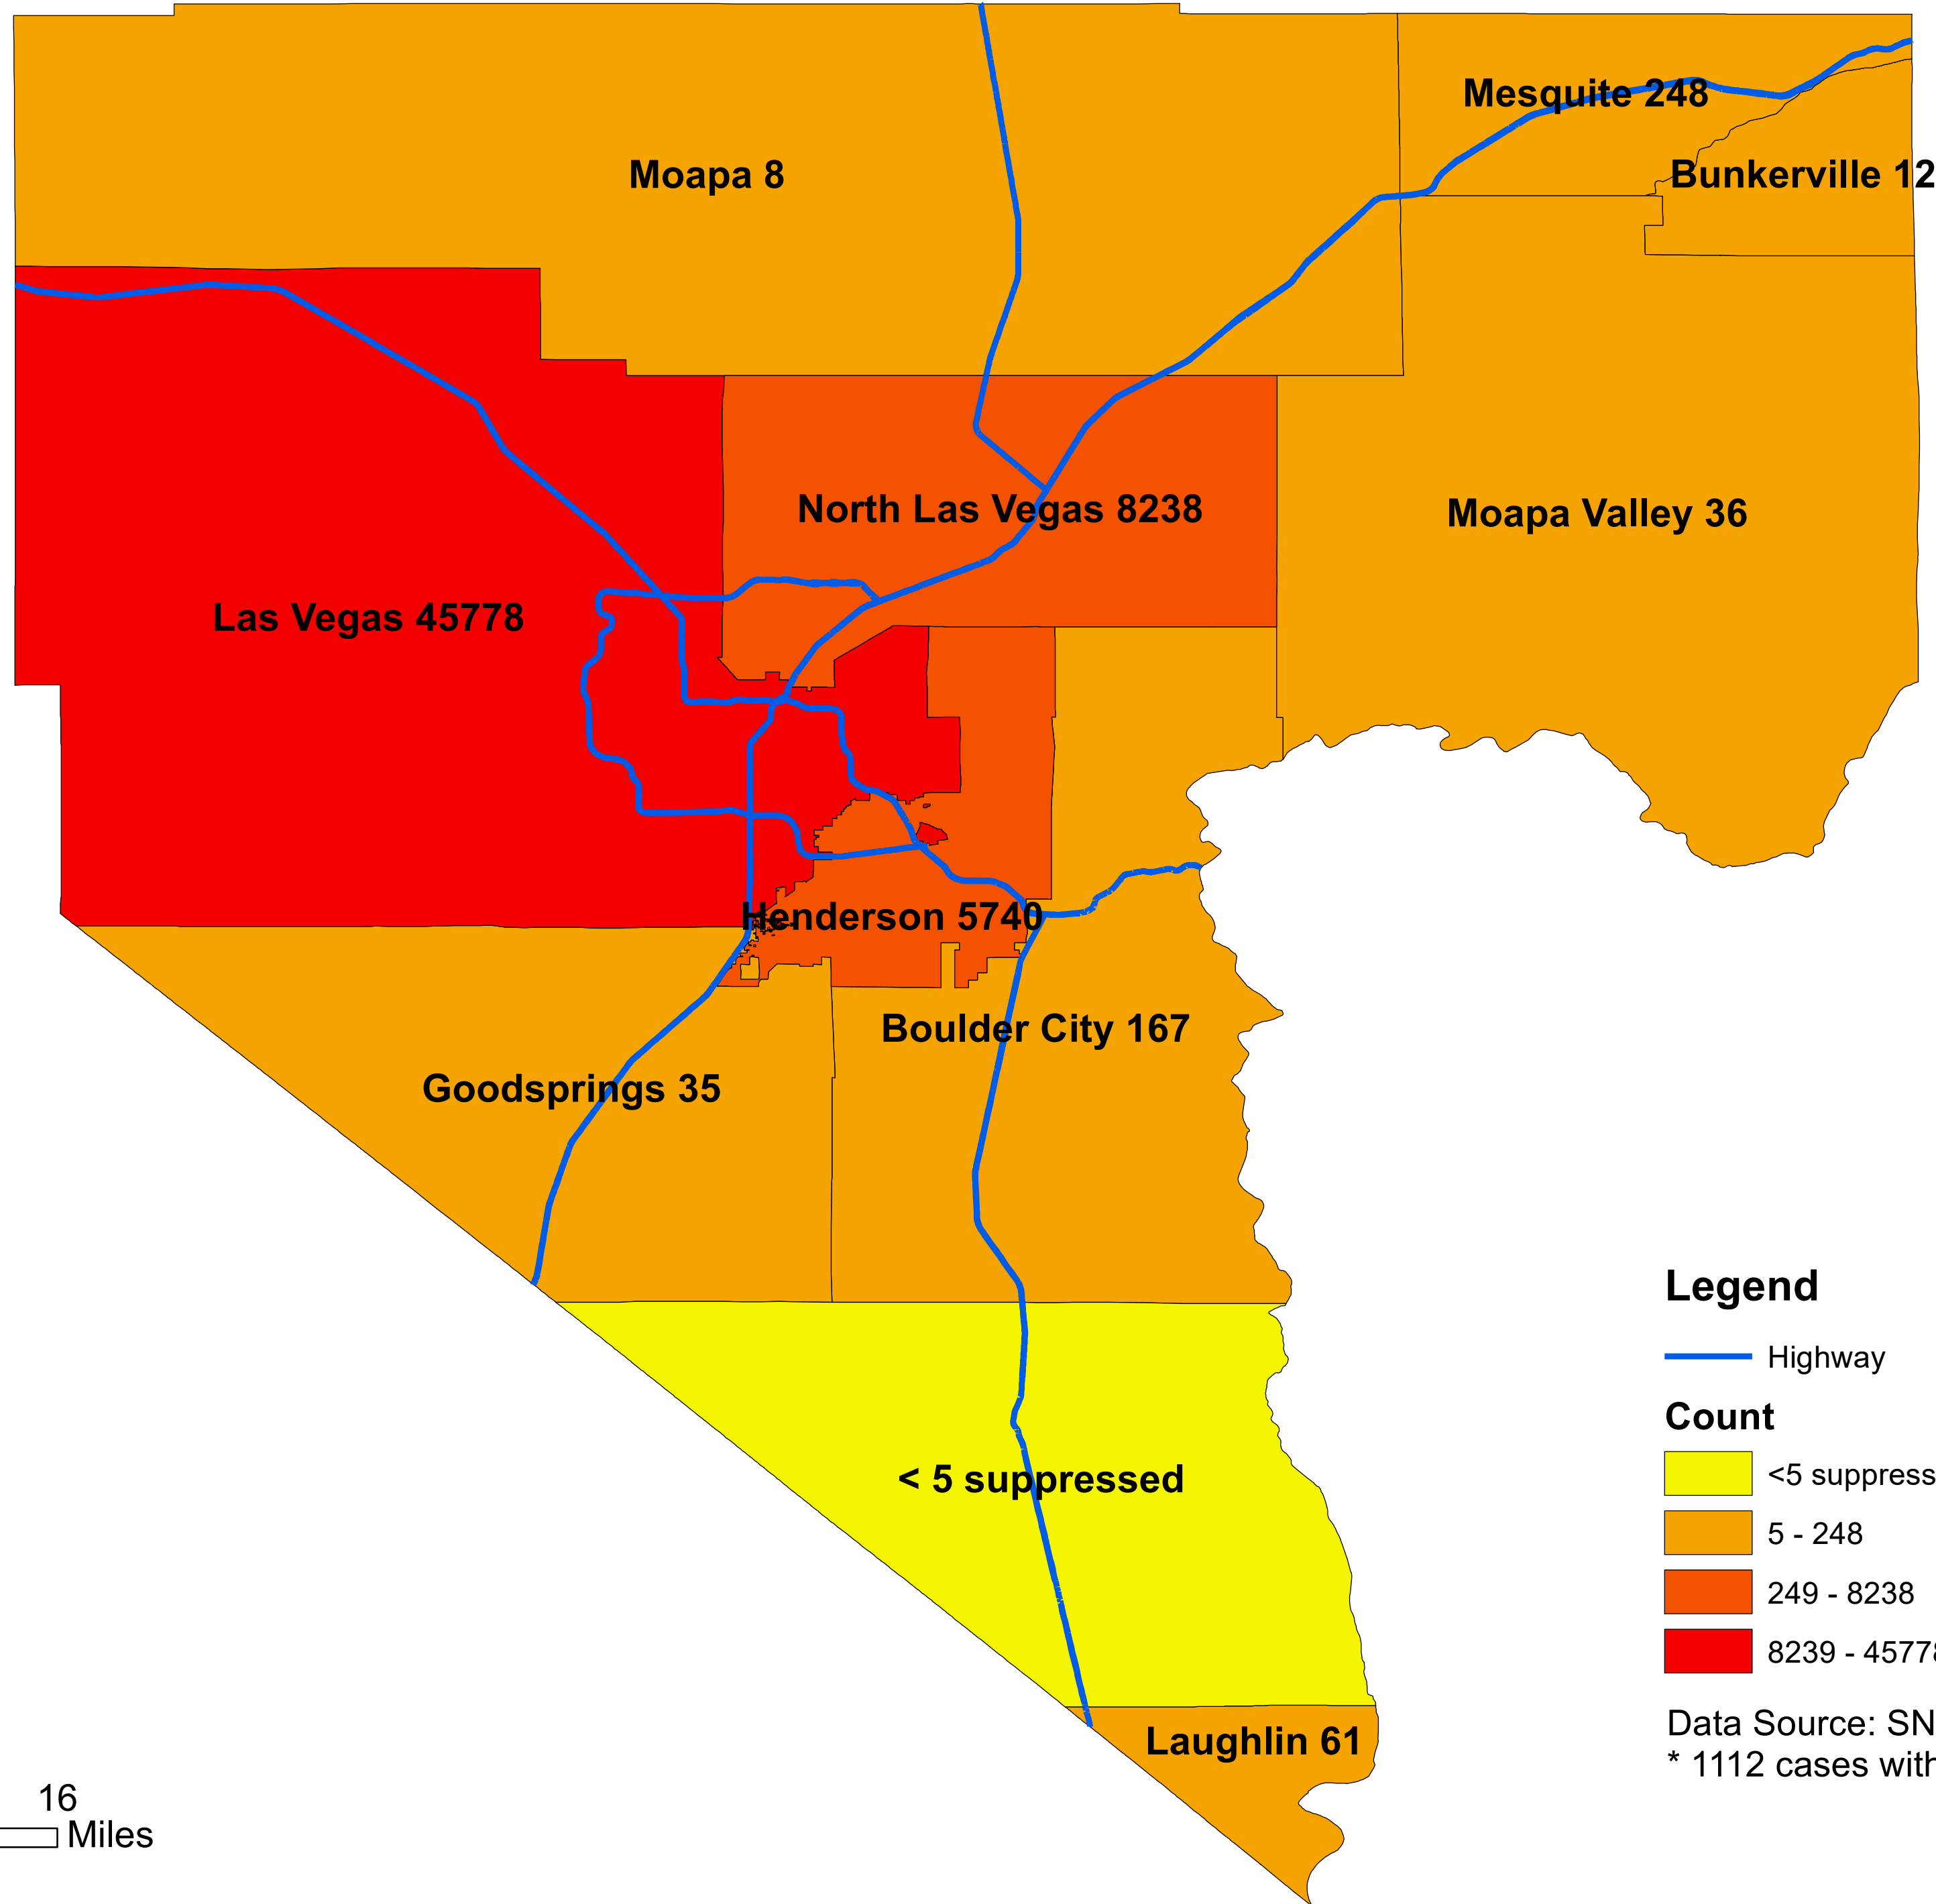 Mesquite 248
Moapa 8
Bunkerville 12
North Las Vegas 8238
Moapa Valley 36
Las Vegas 45778
Henderson 5740
Boulder City 167
Goodsprings 35
Legend
Highway
Count
< 5 suppressed
<5 suppress
5 - 248
249 - 8238
8239 - 45778
Data Source: SN
Laughlin 61
* 1112 cases with
16
Miles